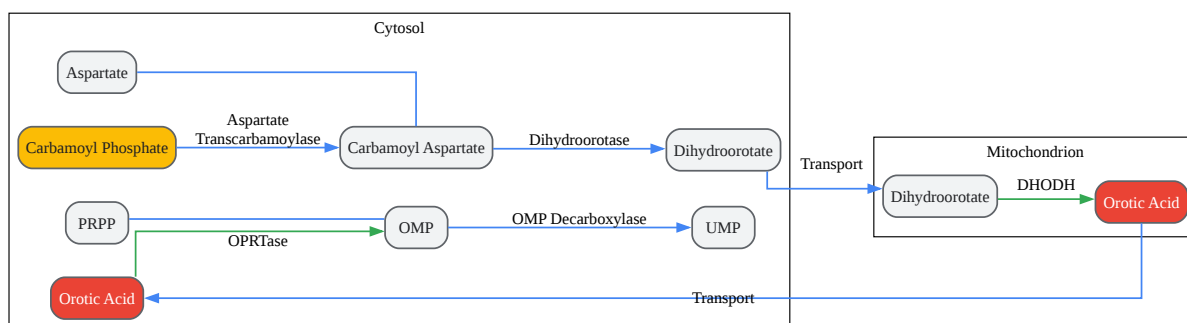 Cytosol
Aspartate
Carbamoyl Phosphate
Aspartate
Transcarbamoylase
Carbamoyl Aspartate
Dihydroorotase
Dihydroorotate
Transport
Mitochondrion
Dihydroorotate
DHODH
Orotic Acid
PRPP
OPRTase
OMP
OMP Decarboxylase
UMP
Orotic Acid
Transport